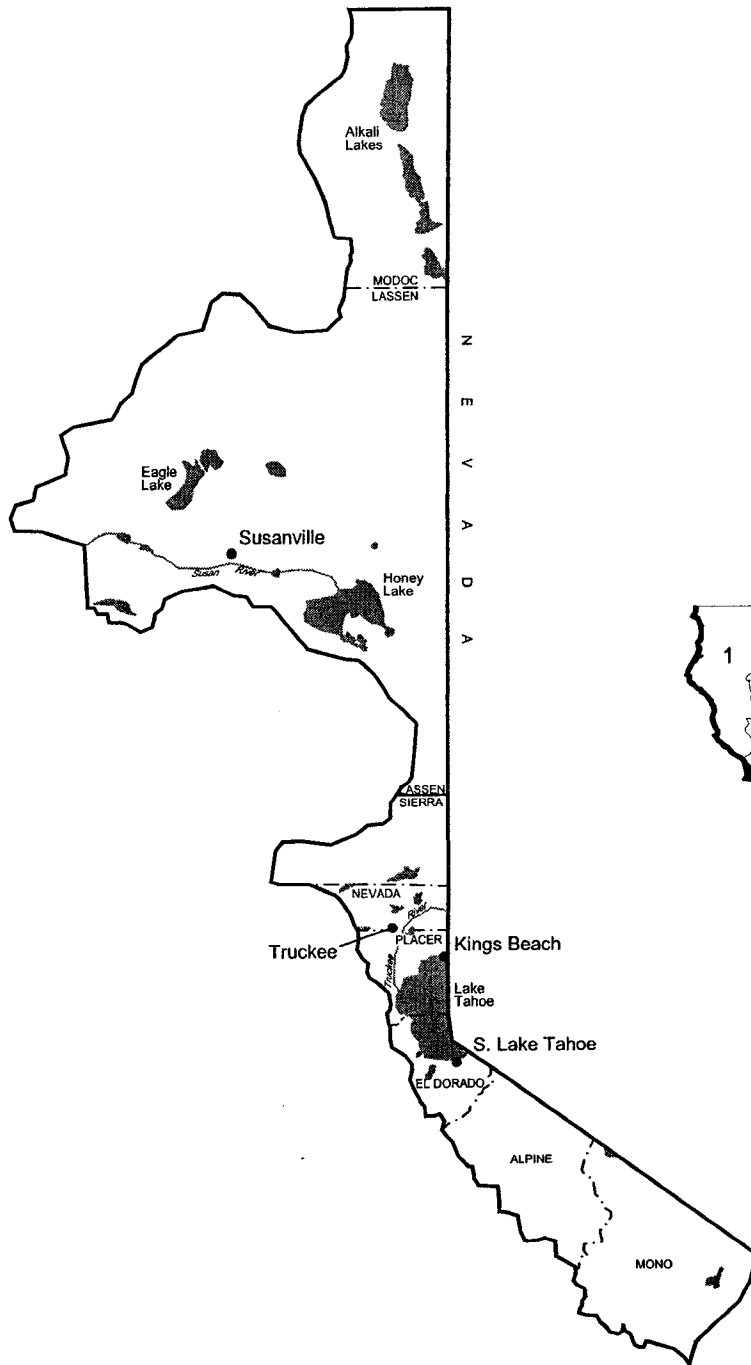 Alkali
Lakes
MODOC
LASSEN
N
E
V
A
D
A
Eagle
Lake
Susanville
Susan River
Honey
Lake
1
LASSEN
SIERRA
NEVADA
River
Truckee
PLACER
Kings Beach
Truckee
Lake
Tahoe
S. Lake Tahoe
EL DORADO
ALPINE
MONO